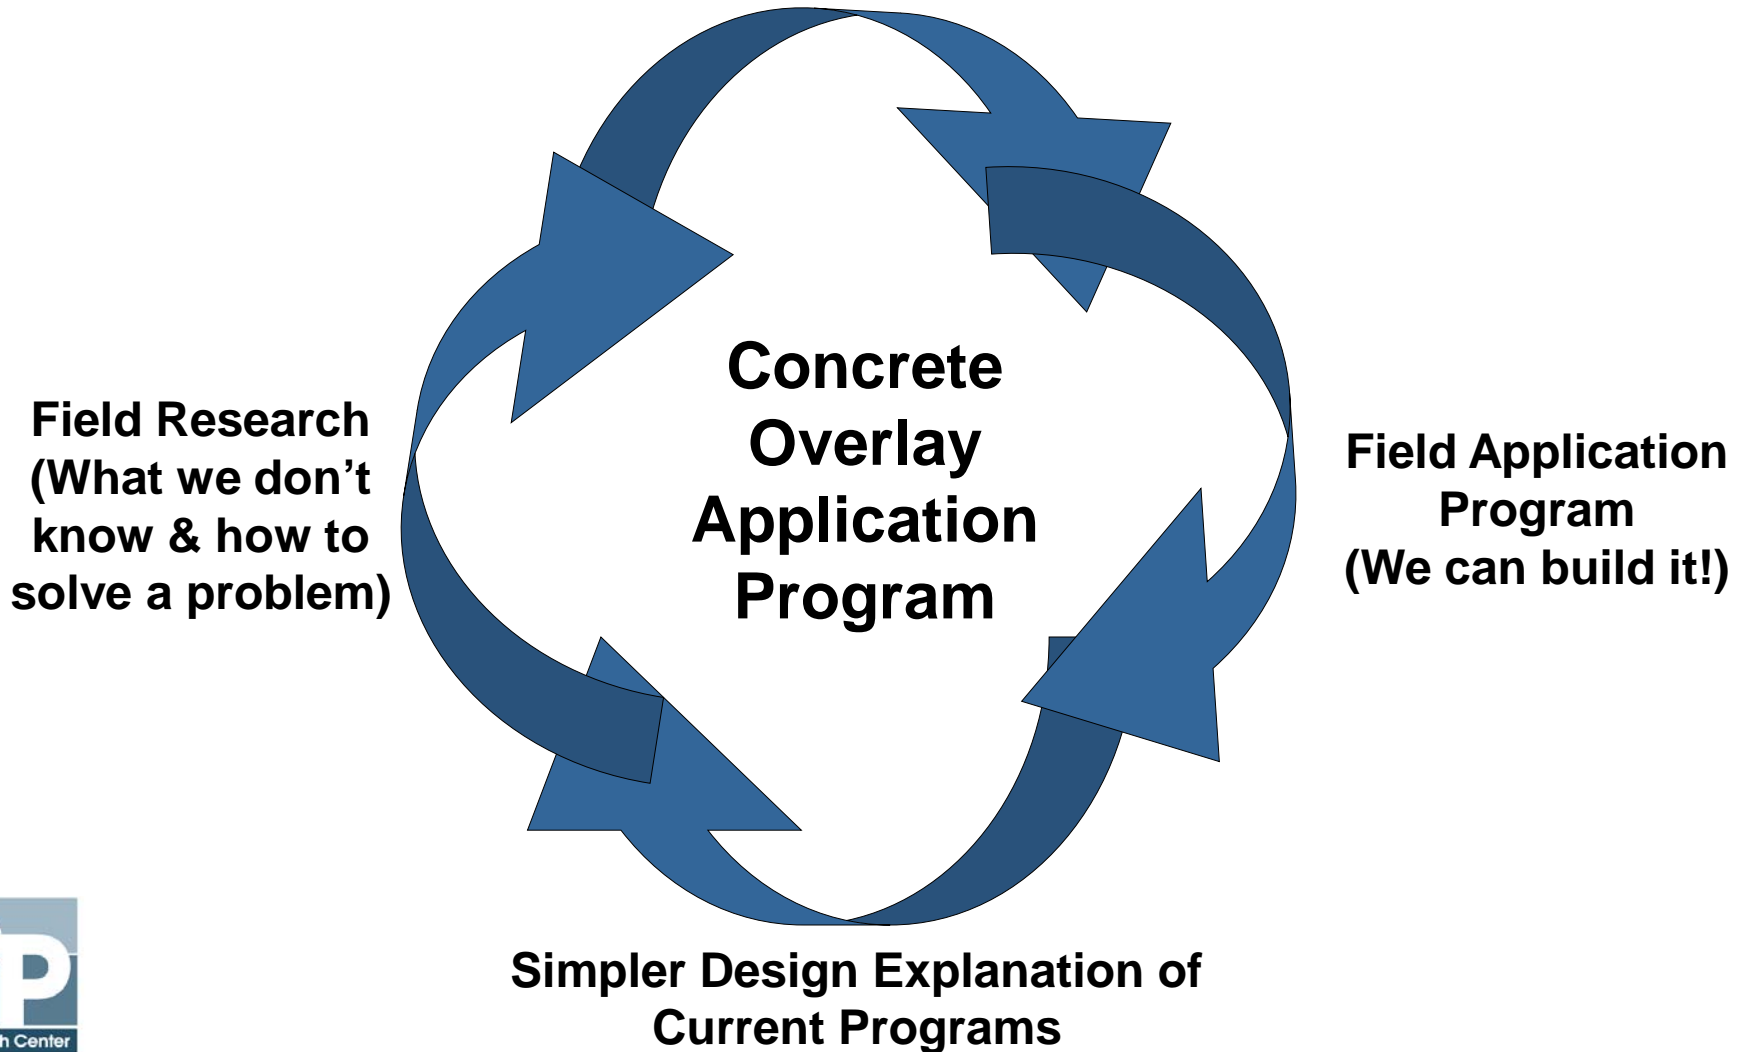 Concrete
Overlay
Application
Program
Field Research
(What we don’t
know & how to
solve a problem)
Field Application
Program
(We can build it!)
Simpler Design Explanation of
Current Programs
P
h Center